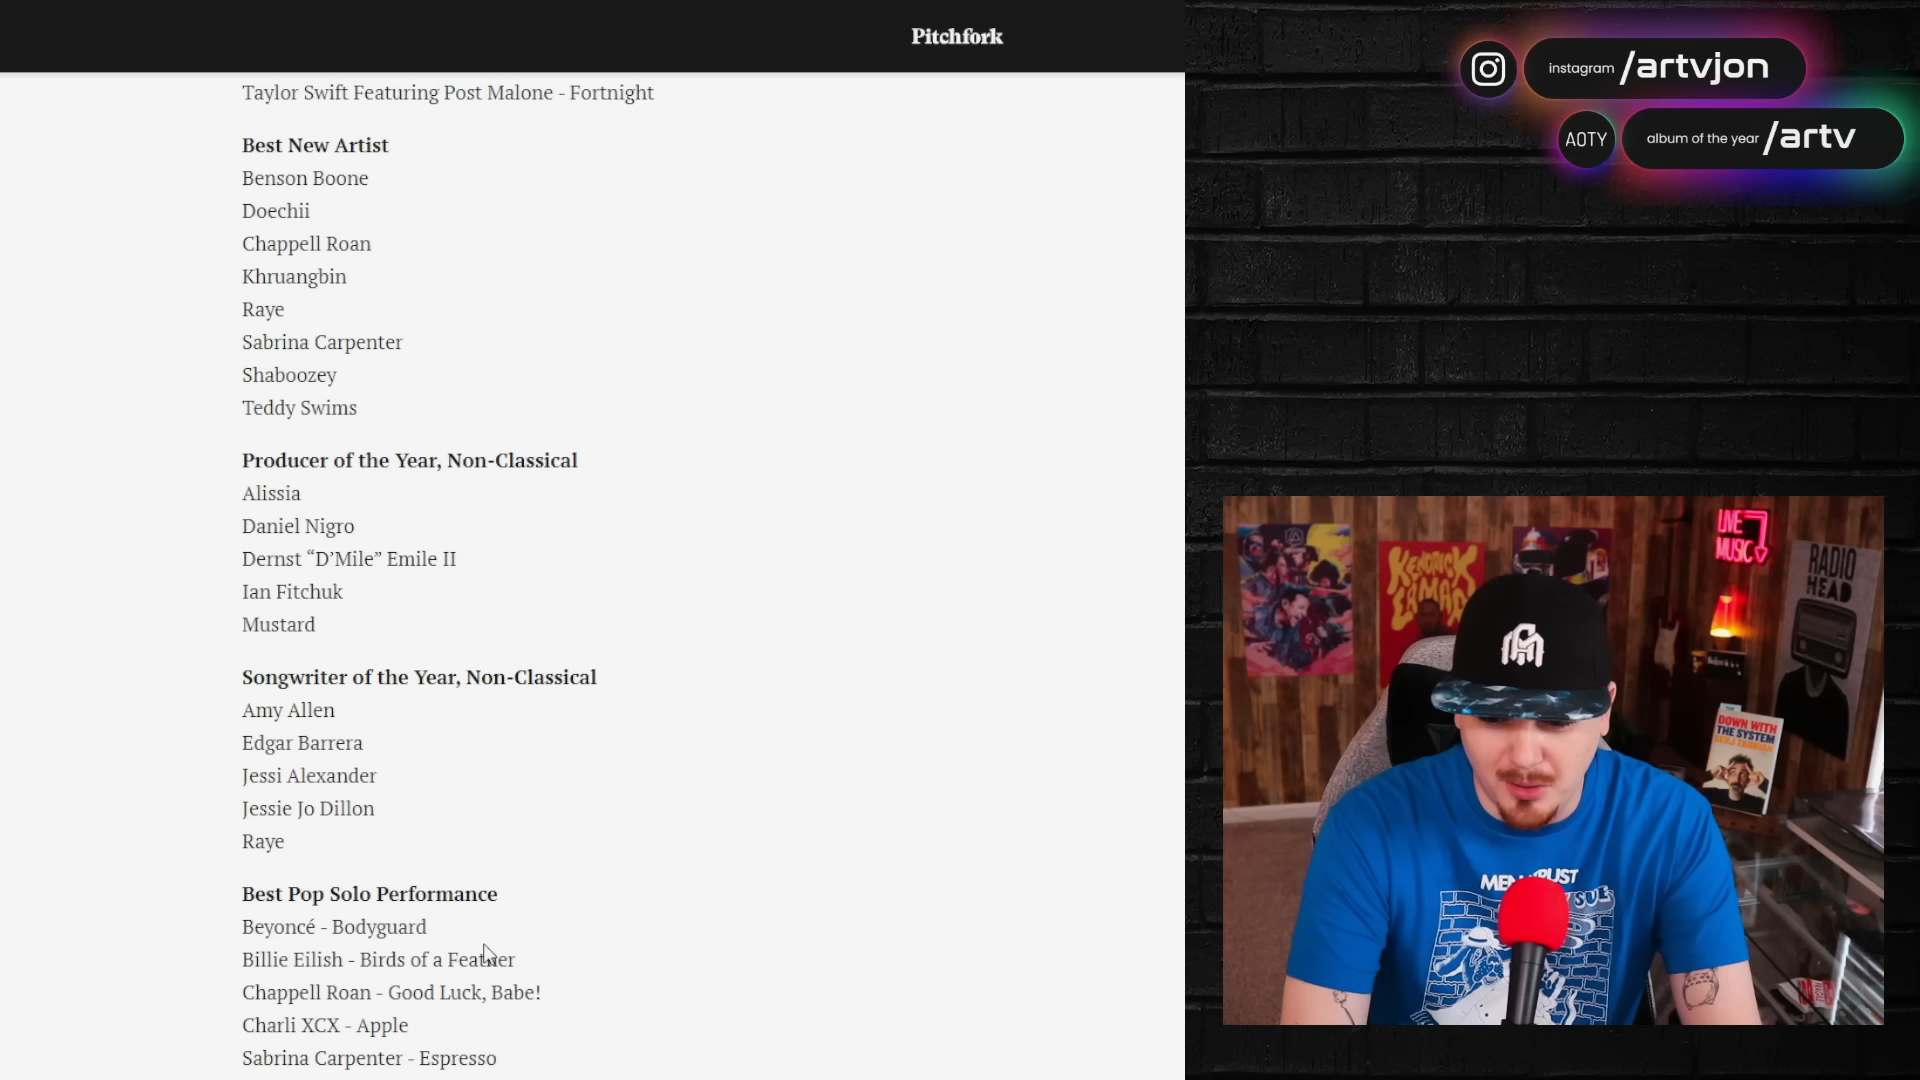 Pitchfork
Taylor Swift Featuring Post Malone - Fortnight
Best New Artist
Benson Boone
Doechii
Chappell Roan
Khruangbin
Raye
Sabrina Carpenter
Shaboozey
Teddy Swims
Producer of the Year, Non-Classical
Alissia
Daniel Nigro
Dernst “D’Mile” Emile II
Ian Fitchuk
Mustard
Songwriter of the Year, Non-Classical
Amy Allen
Edgar Barrera
Jessi Alexander
Jessie Jo Dillon
Raye
Best Pop Solo Performance
Beyoncé - Bodyguard
Billie Eilish - Birds of a Feather
Chappell Roan - Good Luck, Babe!
Charli XCX - Apple
Sabrina Carpenter - Espresso
instagram /artvjon
AOTY album of the year /artv
LIVE
MUSIC
KENDRICK
LAMAR
RADIO
HEAD
DOWN WITH
THE SYSTEM
SERJ TANKIAN